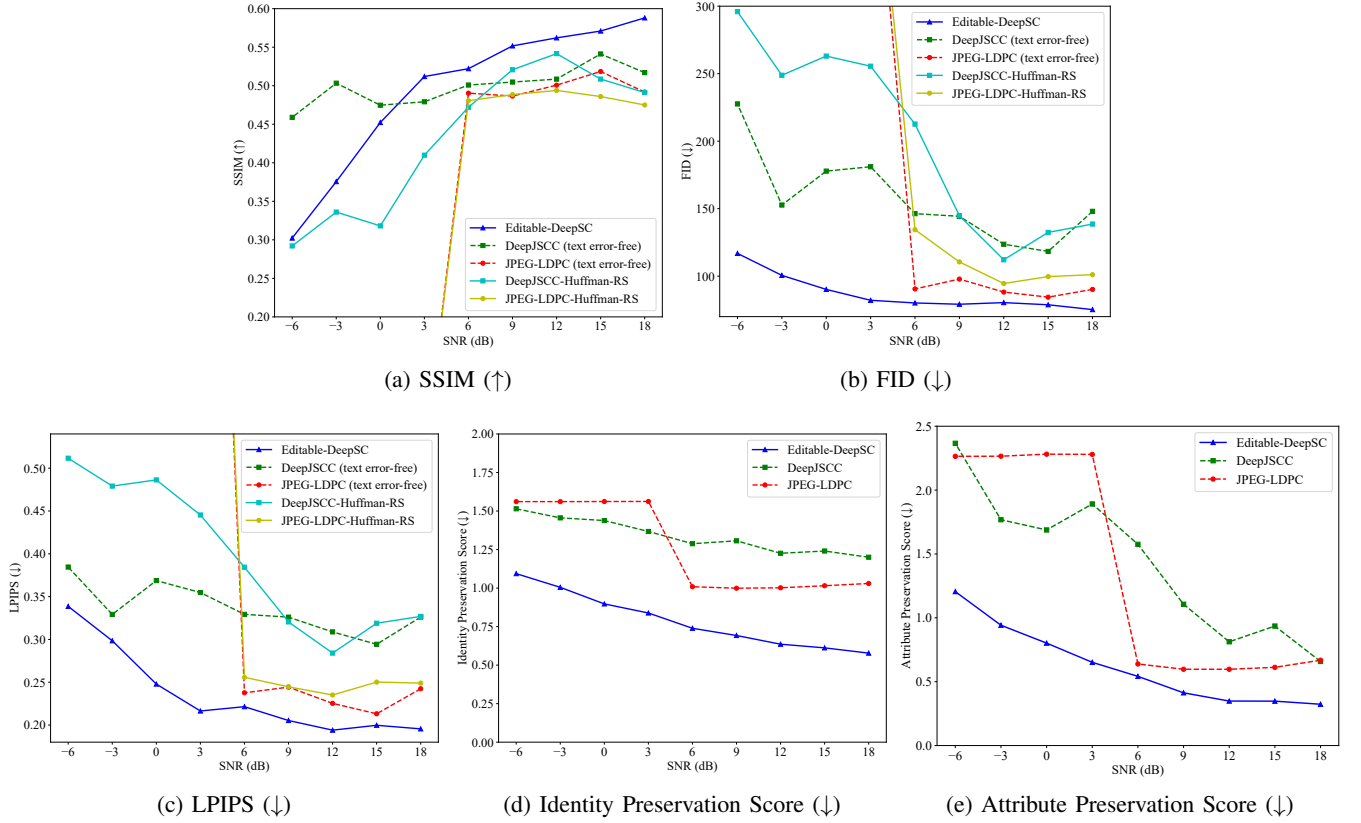 0.60
0.55
0.50
0.45
0.40
0.35
0.30
0.25
0.20
SSIM (↑)
Editable-DeepSC
DeepJSCC (text error-free)
JPEG-LDPC (text error-free)
DeepJSCC-Huffman-RS
JPEG-LDPC-Huffman-RS
−6 −3 0 3 6 9 12 15 18
SNR (dB)
(a) SSIM (↑)
300
250
200
150
100
FID (↓)
Editable-DeepSC
DeepJSCC (text error-free)
JPEG-LDPC (text error-free)
DeepJSCC-Huffman-RS
JPEG-LDPC-Huffman-RS
−6 −3 0 3 6 9 12 15 18
SNR (dB)
(b) FID (↓)
0.50
0.45
0.40
0.35
0.30
0.25
0.20
LPIPS (↓)
Editable-DeepSC
DeepJSCC (text error-free)
JPEG-LDPC (text error-free)
DeepJSCC-Huffman-RS
JPEG-LDPC-Huffman-RS
−6 −3 0 3 6 9 12 15 18
SNR (dB)
(c) LPIPS (↓)
2.00
1.75
1.50
1.25
1.00
0.75
0.50
0.25
0.00
Identity Preservation Score (↓)
Editable-DeepSC
DeepJSCC
JPEG-LDPC
−6 −3 0 3 6 9 12 15 18
SNR (dB)
(d) Identity Preservation Score (↓)
2.5
2.0
1.5
1.0
0.5
0.0
Attribute Preservation Score (↓)
Editable-DeepSC
DeepJSCC
JPEG-LDPC
−6 −3 0 3 6 9 12 15 18
SNR (dB)
(e) Attribute Preservation Score (↓)